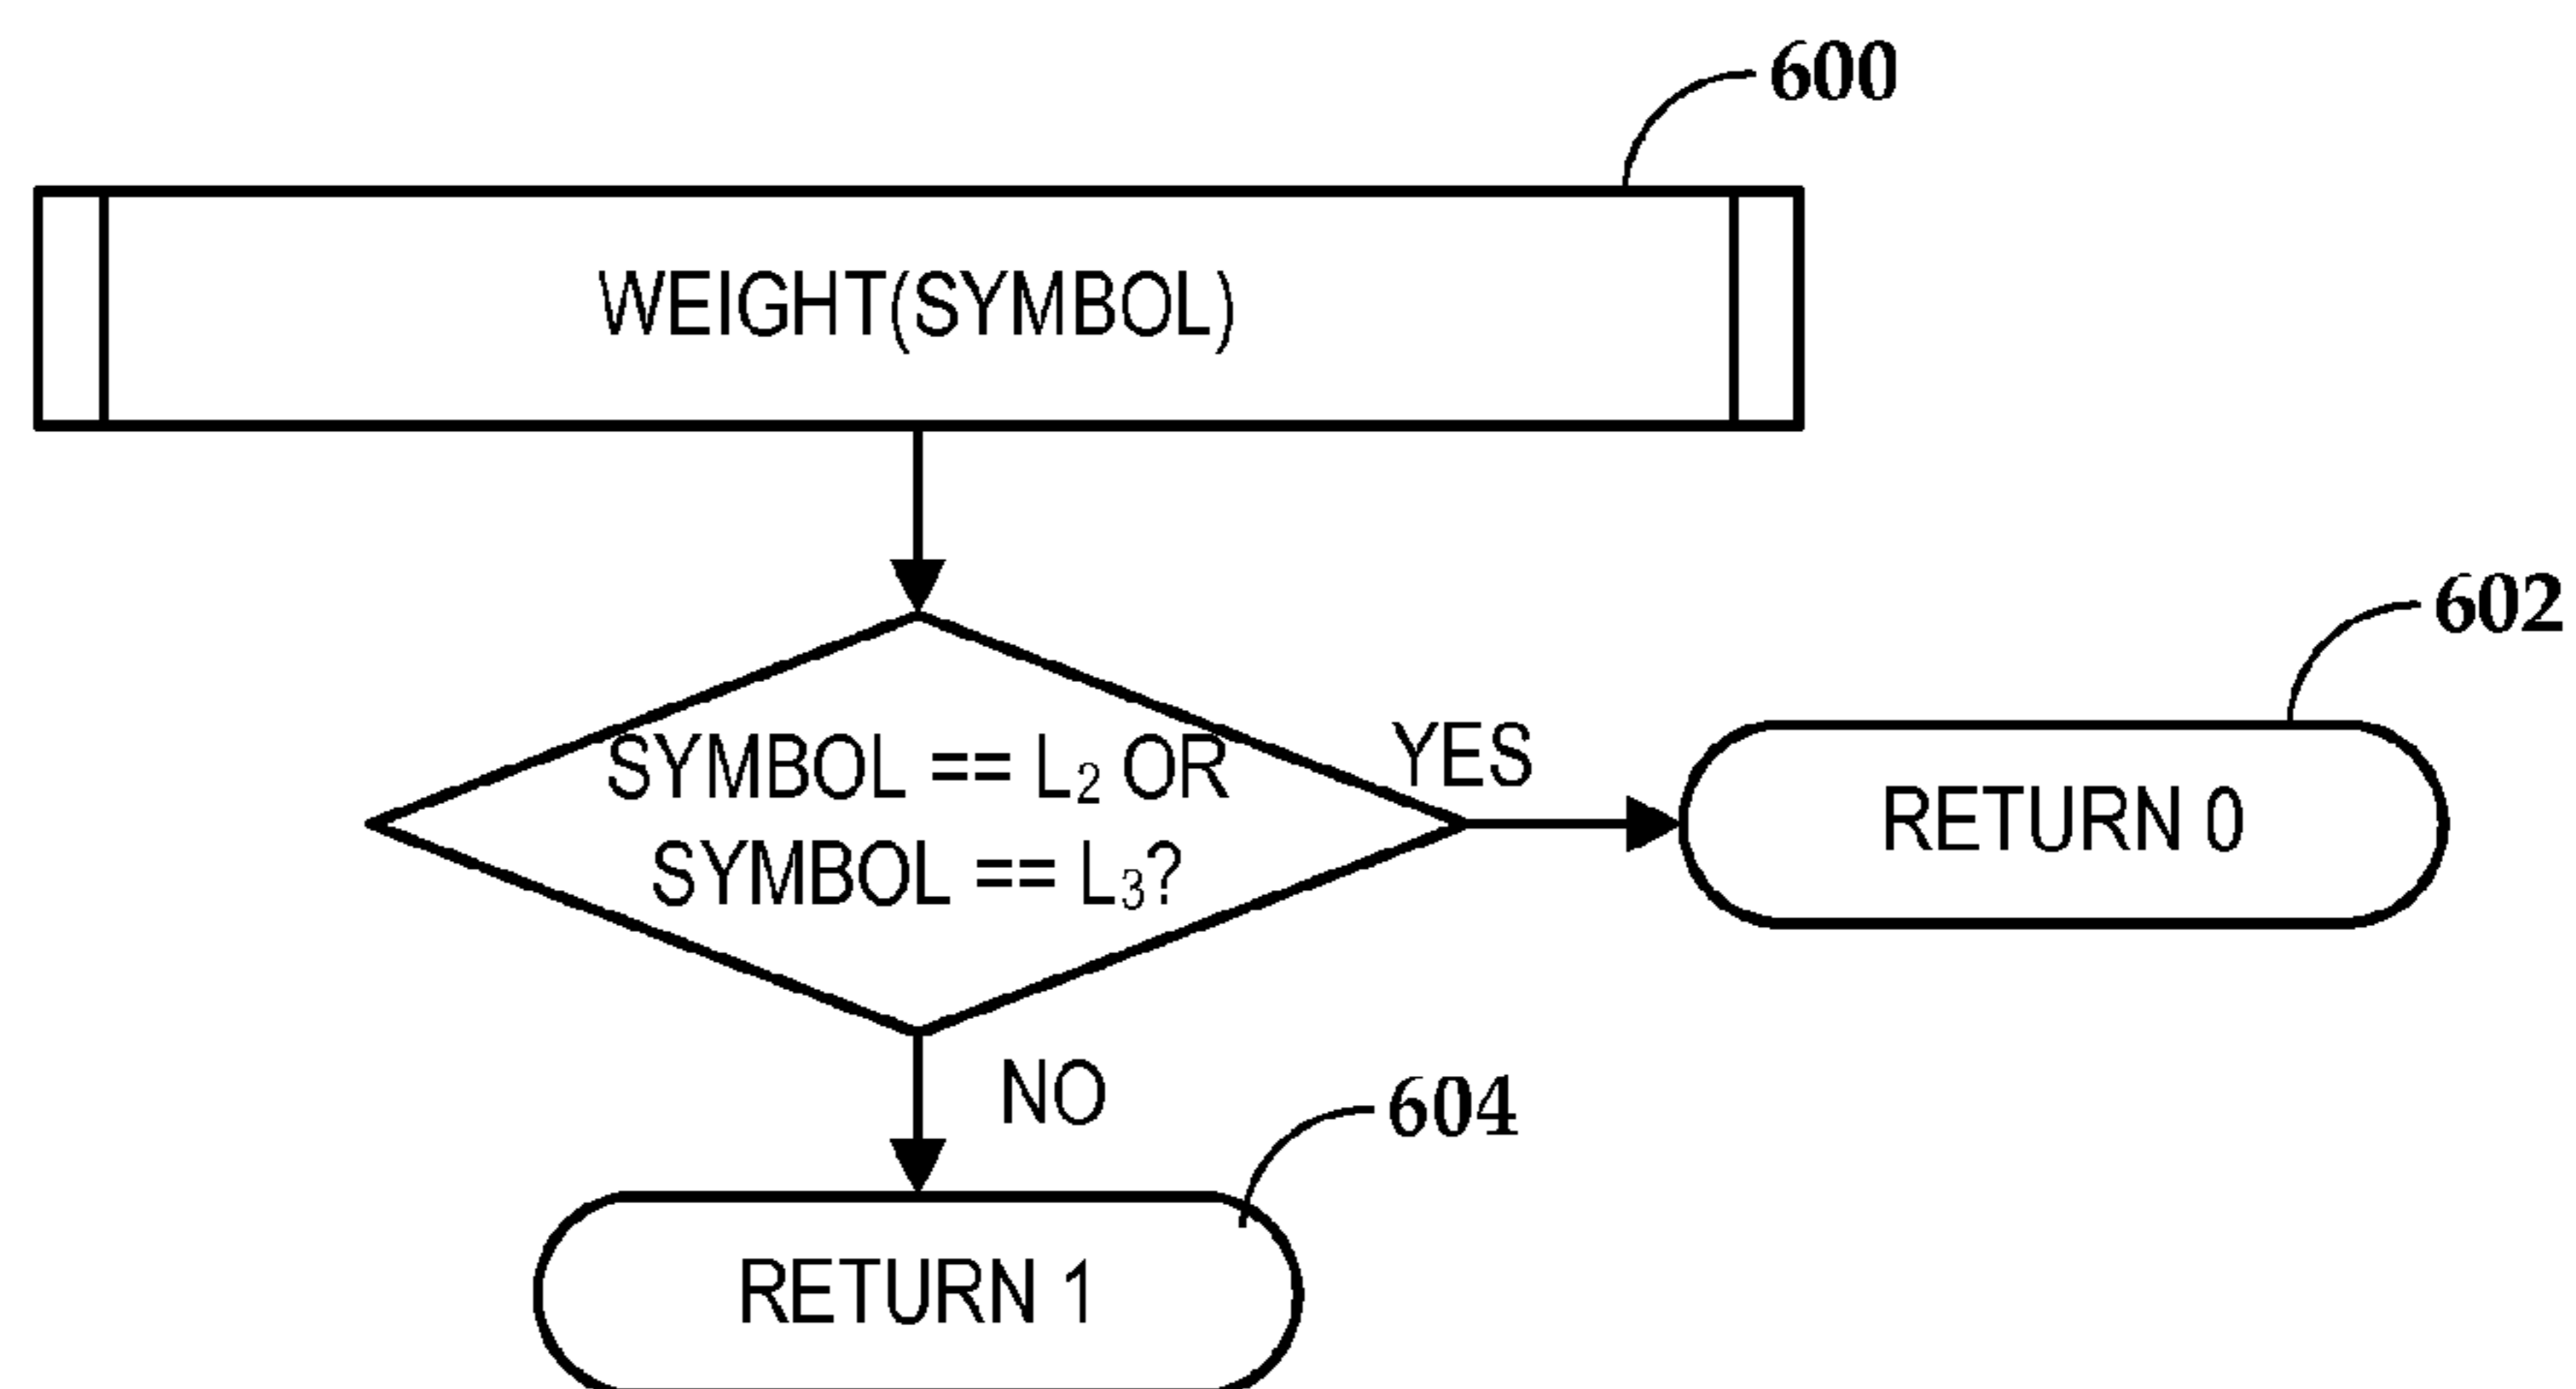 600
WEIGHT(SYMBOL)
602
SYMBOL == L₂ OR
SYMBOL == L₃?
YES
RETURN 0
NO
604
RETURN 1